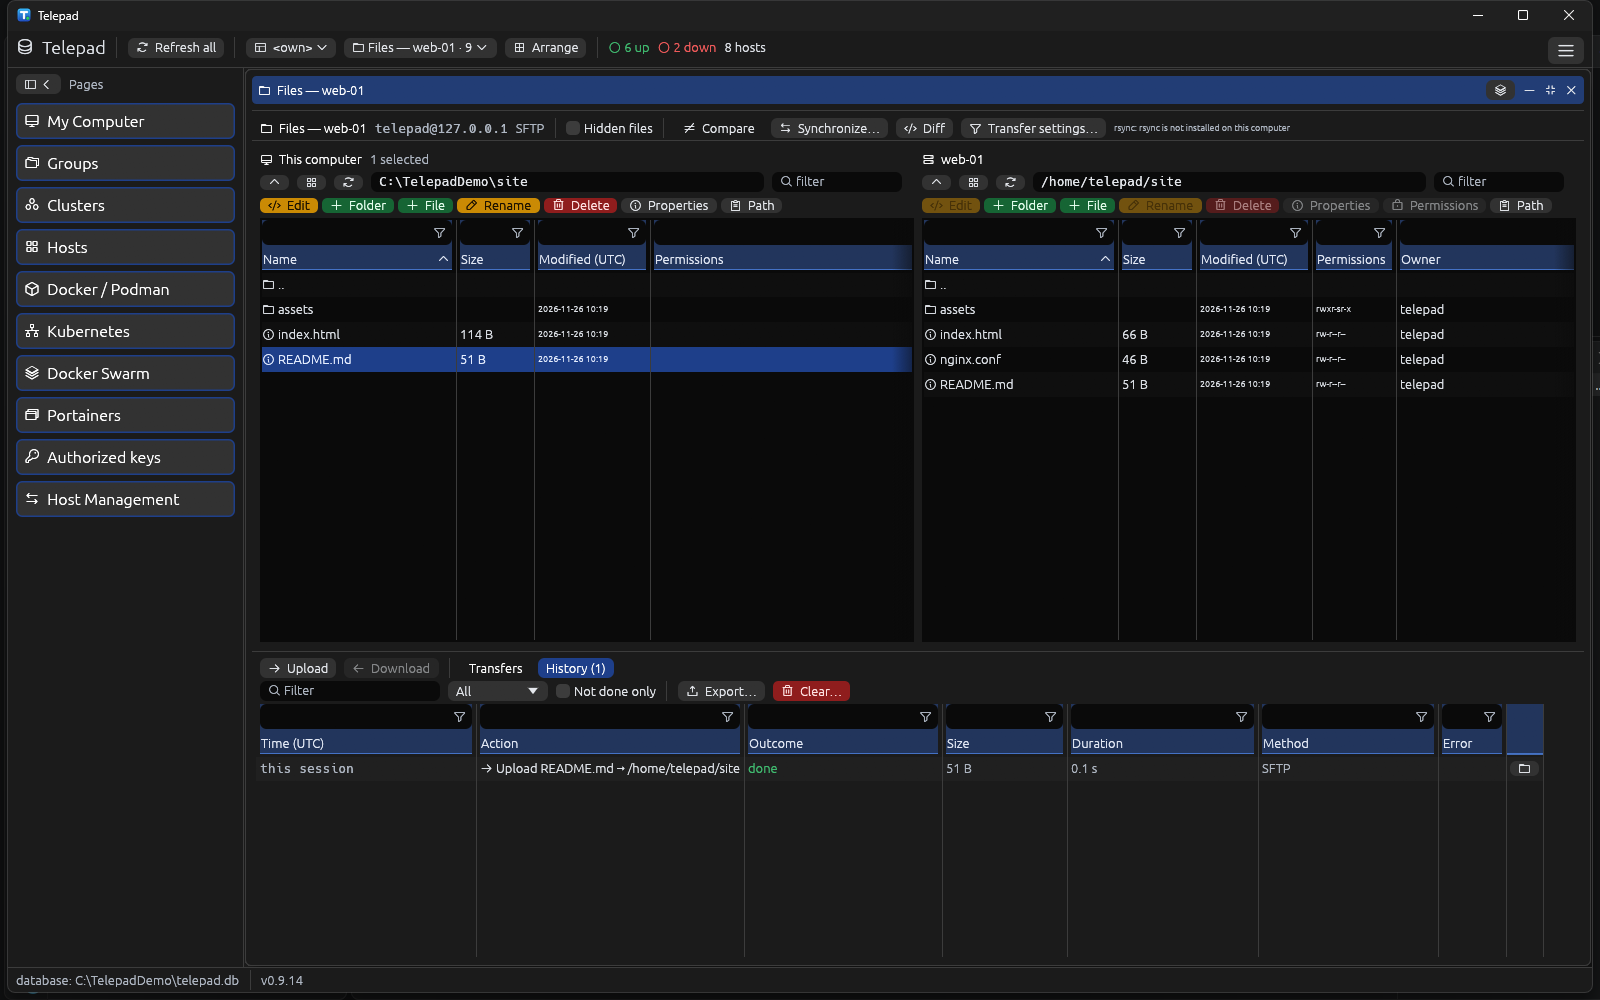 Telepad
Telepad Refresh all <own> Files — web-01 · 9 Arrange 6 up 2 down 8 hosts
Pages
My Computer
Groups
Clusters
Hosts
Docker / Podman
Kubernetes
Docker Swarm
Portainers
Authorized keys
Host Management
Files — web-01
Files — web-01 telepad@127.0.0.1 SFTP Hidden files Compare Synchronize... Diff Transfer settings... rsync: rsync is not installed on this computer
This computer 1 selected
C:\TelepadDemo\site filter
Edit Folder File Rename Delete Properties Path
Name Size Modified (UTC) Permissions
..
assets 2026-11-26 10:19
index.html 114 B 2026-11-26 10:19
README.md 51 B 2026-11-26 10:19
web-01
/home/telepad/site filter
Edit Folder File Rename Delete Properties Permissions Path
Name Size Modified (UTC) Permissions Owner
..
assets 2026-11-26 10:19 rwxr-sr-x telepad
index.html 66 B 2026-11-26 10:19 rw-r--r-- telepad
nginx.conf 46 B 2026-11-26 10:19 rw-r--r-- telepad
README.md 51 B 2026-11-26 10:19 rw-r--r-- telepad
→ Upload ← Download Transfers History (1)
Filter All Not done only Export... Clear...
Time (UTC) Action Outcome Size Duration Method Error
this session → Upload README.md → /home/telepad/site done 51 B 0.1 s SFTP
database: C:\TelepadDemo\telepad.db v0.9.14